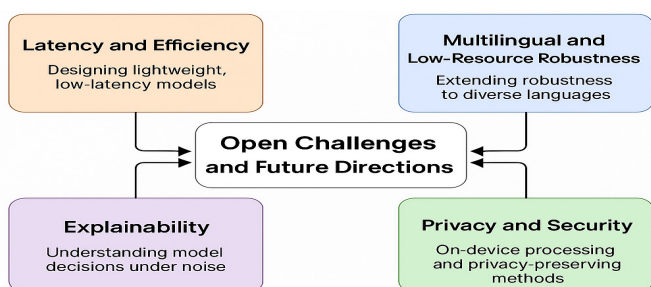 Latency and Efficiency
Designing lightweight,
low-latency models
Multilingual and
Low-Resource Robustness
Extending robustness
to diverse languages
Open Challenges
and Future Directions
Explainability
Understanding model
decisions under noise
Privacy and Security
On-device processing
and privacy-preserving
methods